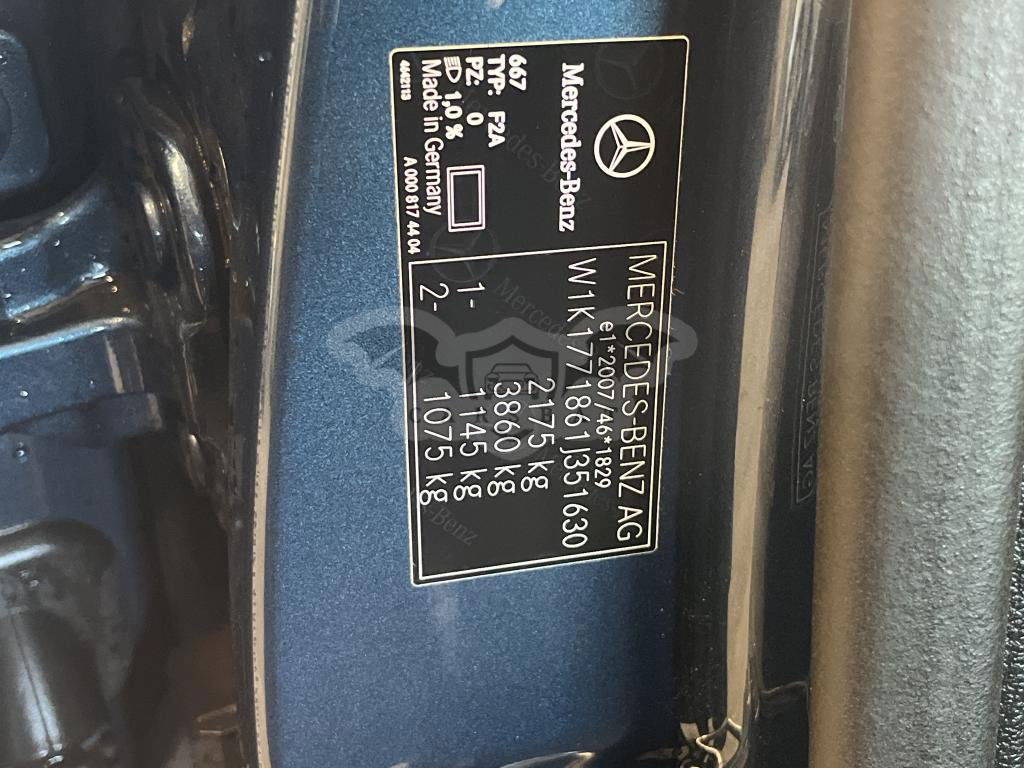 Mercedes-Benz
667
TYP: F2A
PZ: 0
1,0 %
Made in Germany
484D118
A 000 817 44 04
MERCEDES-BENZ AG
e1*2007/46*1829
W1K1771861J351630
2175 kg
3860 kg
1- 1145 kg
2- 1075 kg